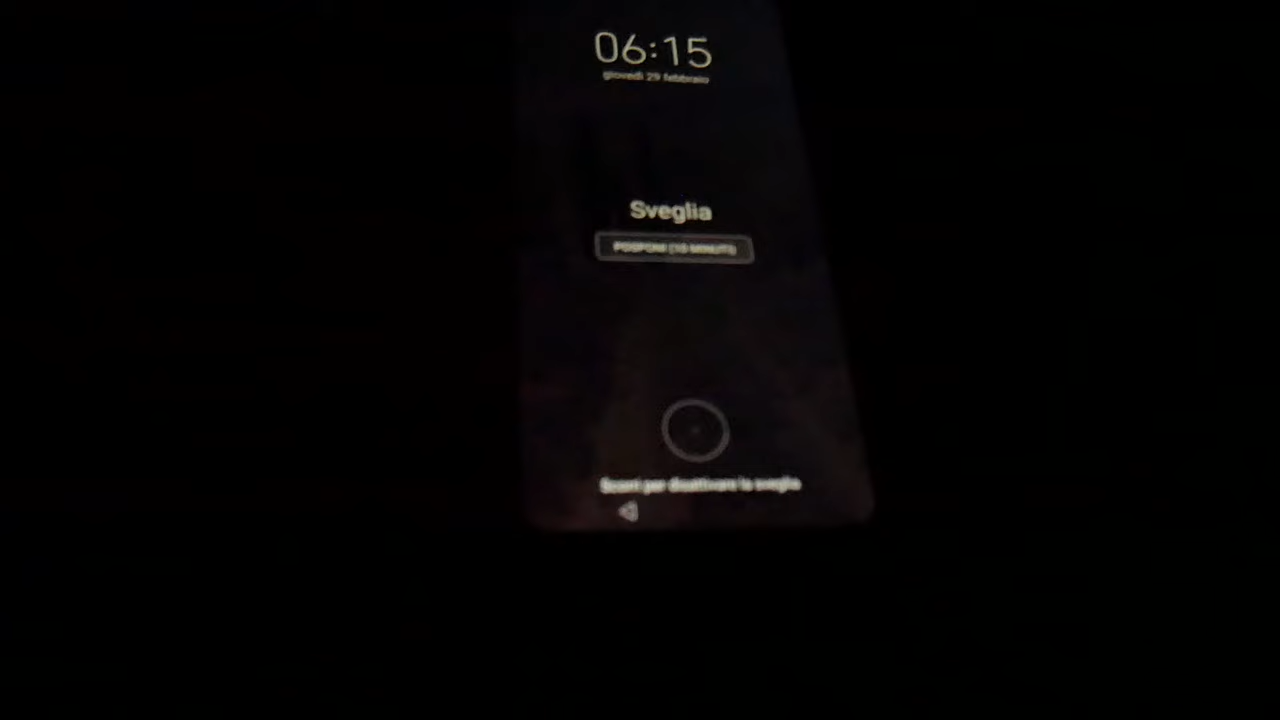 06:15
giovedì 29 febbraio
Sveglia
POSPONI (10 MINUTI)
Scorri per disattivare la sveglia